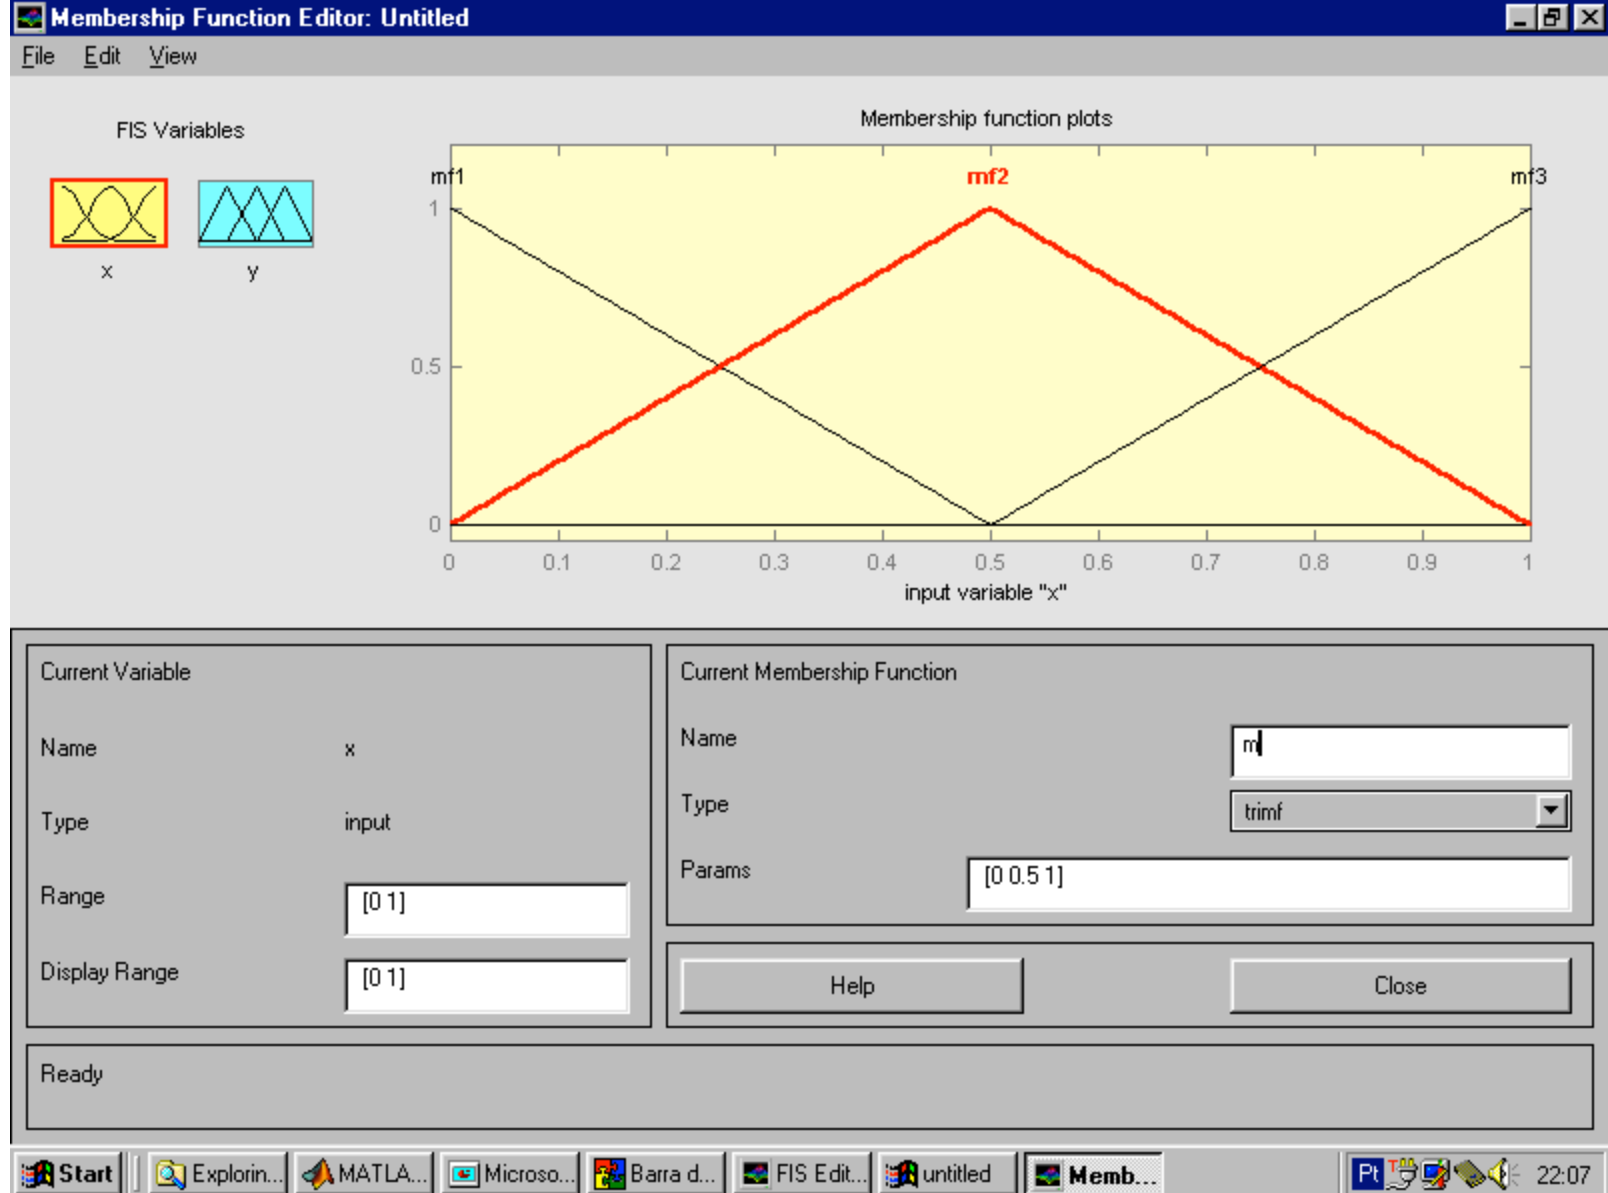 Membership Function Editor: Untitled
File Edit View
FIS Variables
x y
Membership function plots
mf1 mf2 mf3
1
0.5
0
0 0.1 0.2 0.3 0.4 0.5 0.6 0.7 0.8 0.9 1
input variable "x"
Current Variable
Name x
Type input
Range [0 1]
Display Range [0 1]
Current Membership Function
Name m
Type trimf
Params [0 0.5 1]
Help Close
Ready
Start Explorin... MATLA... Microso... Barra d... FIS Edit... untitled Memb... Pt 22:07